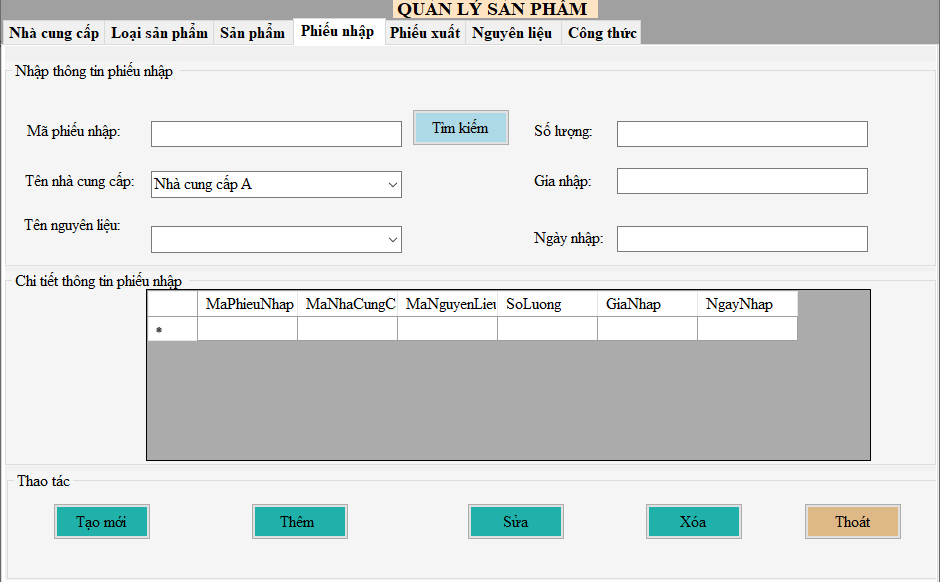 QUẢN LÝ SẢN PHẨM
Nhà cung cấp Loại sản phẩm Sản phẩm Phiếu nhập Phiếu xuất Nguyên liệu Công thức
Nhập thông tin phiếu nhập
Mã phiếu nhập: Tìm kiếm Số lượng:
Tên nhà cung cấp: Nhà cung cấp A Gía nhập:
Tên nguyên liệu:
Ngày nhập:
Chi tiết thông tin phiếu nhập
MaPhieuNhap MaNhaCungC MaNguyenLieu SoLuong GiaNhap NgayNhap
*
Thao tác
Tạo mới Thêm Sửa Xóa Thoát